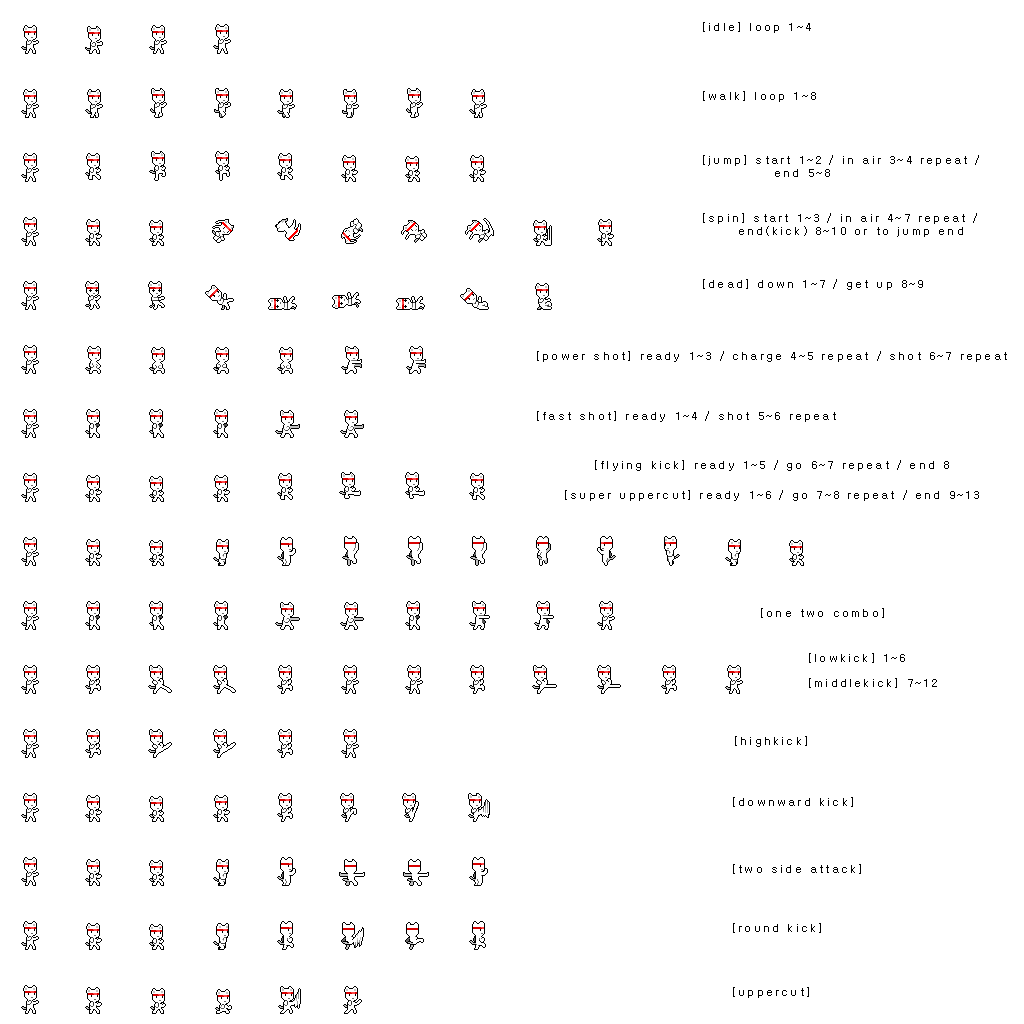 [idle] loop 1~4
[walk] loop 1~8
[jump] start 1~2 / in air 3~4 repeat /
end 5~8
[spin] start 1~3 / in air 4~7 repeat /
end(kick) 8~10 or to jump end
[dead] down 1~7 / get up 8~9
[power shot] ready 1~3 / charge 4~5 repeat / shot 6~7 repeat
[fast shot] ready 1~4 / shot 5~6 repeat
[flying kick] ready 1~5 / go 6~7 repeat / end 8
[super uppercut] ready 1~6 / go 7~8 repeat / end 9~13
[one two combo]
[lowkick] 1~6
[middlekick] 7~12
[highkick]
[downward kick]
[two side attack]
[round kick]
[uppercut]